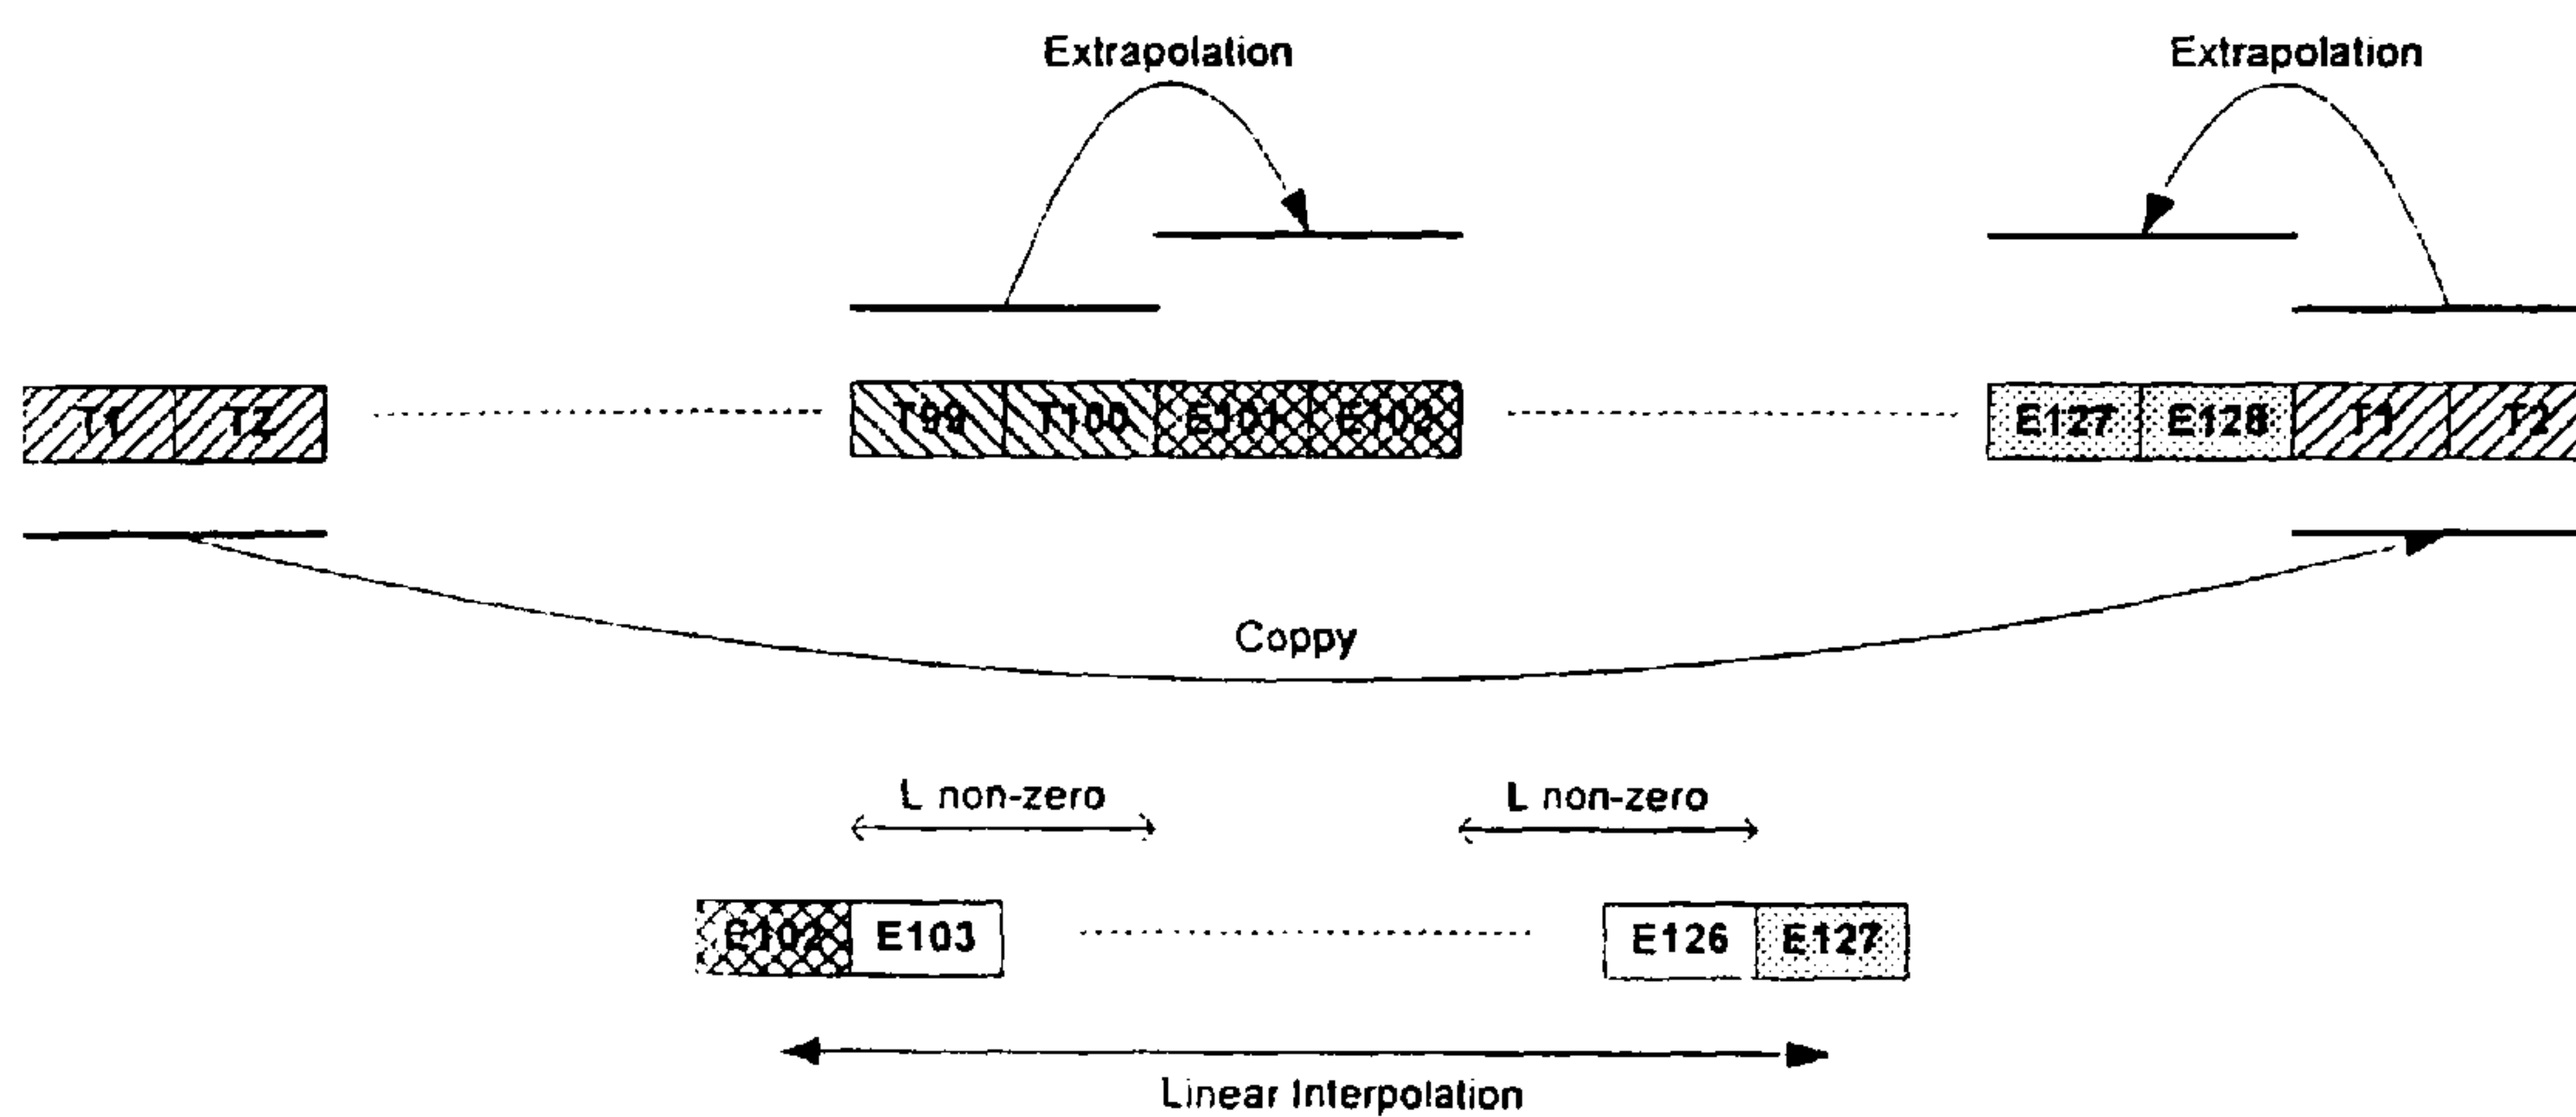 Extrapolation Extrapolation
T1 T2 T99 T100 E101 E102 E127 E128 T1 T2
Coppy
L non-zero L non-zero
E102 E103 E126 E127
Linear Interpolation